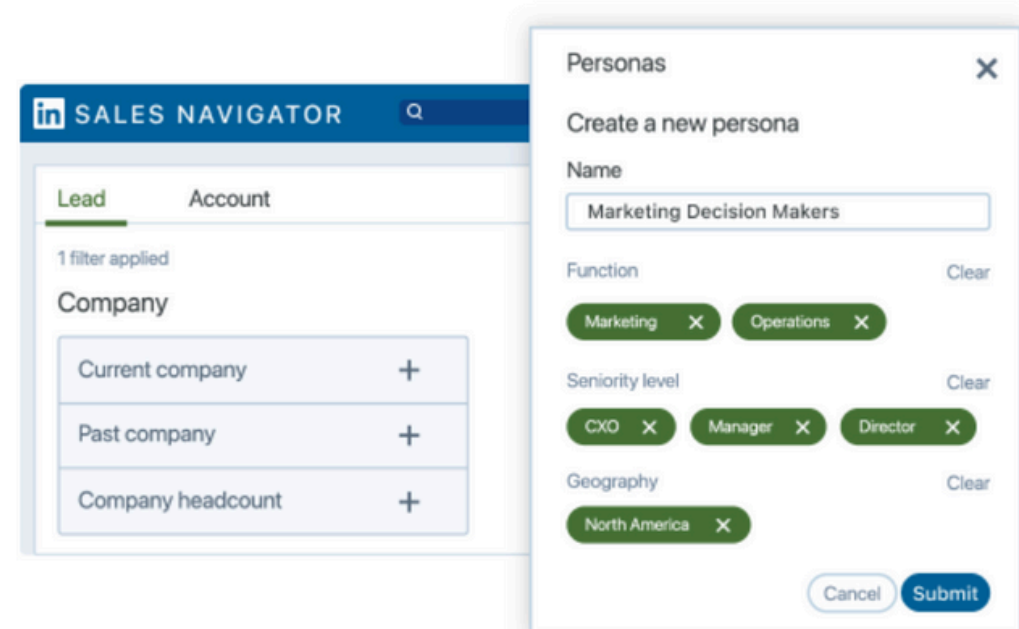 in SALES NAVIGATOR
Lead Account
1 filter applied
Company
Current company
Past company
Company headcount
Personas
Create a new persona
Name
Marketing Decision Makers
Function Clear
Marketing Operations
Seniority level Clear
CXO Manager Director
Geography Clear
North America
Cancel Submit